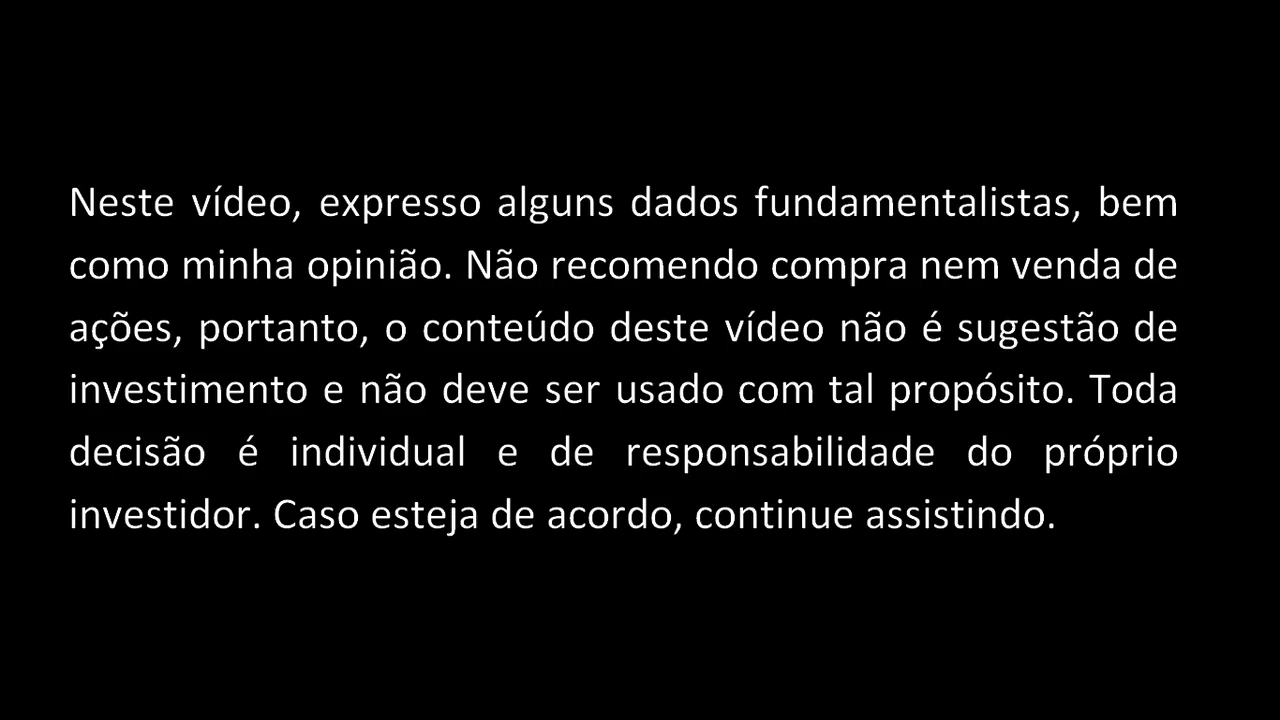 Neste vídeo, expresso alguns dados fundamentalistas, bem
como minha opinião. Não recomendo compra nem venda de
ações, portanto, o conteúdo deste vídeo não é sugestão de
investimento e não deve ser usado com tal propósito. Toda
decisão é individual e de responsabilidade do próprio
investidor. Caso esteja de acordo, continue assistindo.